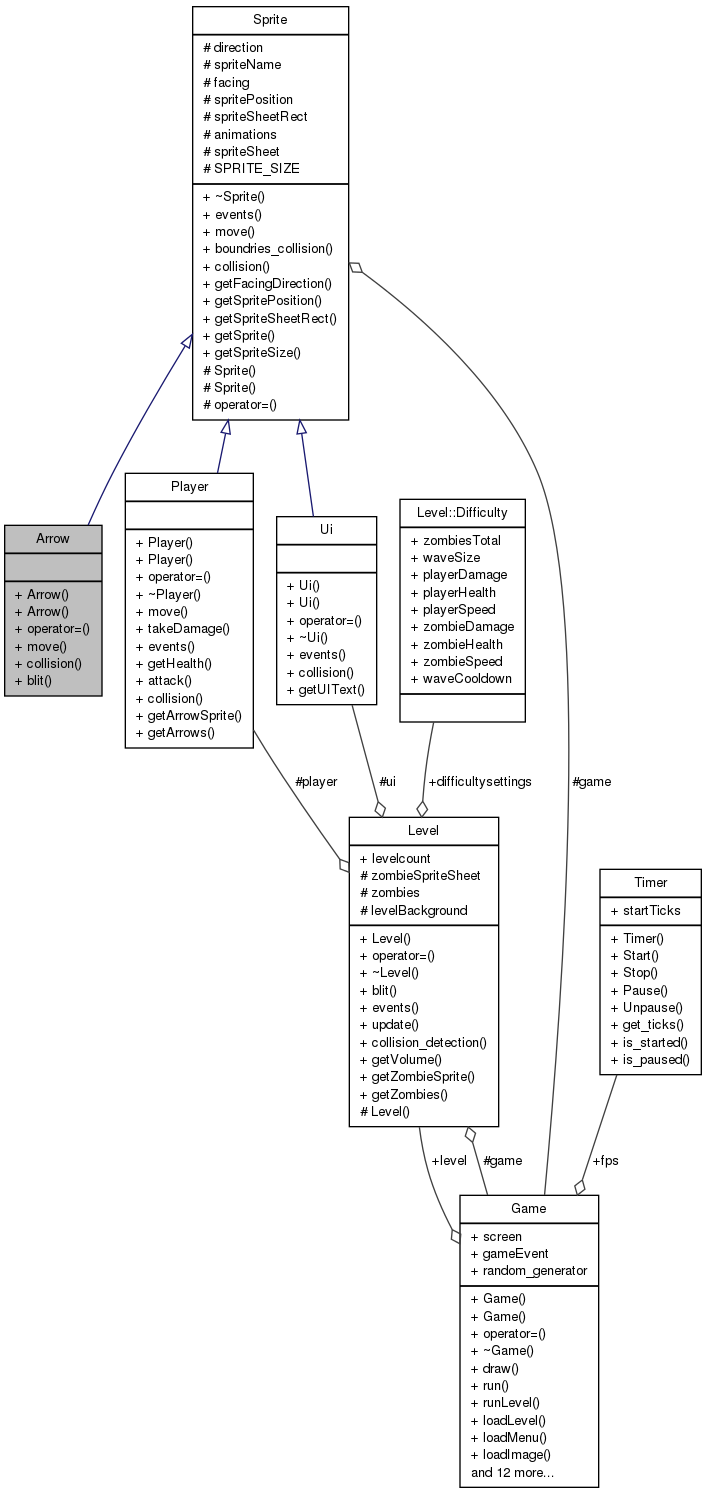 Sprite
# direction
# spriteName
# facing
# spritePosition
# spriteSheetRect
# animations
# spriteSheet
# SPRITE_SIZE
+ ~Sprite()
+ events()
+ move()
+ boundries_collision()
+ collision()
+ getFacingDirection()
+ getSpritePosition()
+ getSpriteSheetRect()
+ getSprite()
+ getSpriteSize()
# Sprite()
# Sprite()
# operator=()
Arrow
+ Arrow()
+ Arrow()
+ operator=()
+ move()
+ collision()
+ blit()
Player
+ Player()
+ Player()
+ operator=()
+ ~Player()
+ move()
+ takeDamage()
+ events()
+ getHealth()
+ attack()
+ collision()
+ getArrowSprite()
+ getArrows()
Ui
+ Ui()
+ Ui()
+ operator=()
+ ~Ui()
+ events()
+ collision()
+ getUIText()
Level::Difficulty
+ zombiesTotal
+ waveSize
+ playerDamage
+ playerHealth
+ playerSpeed
+ zombieDamage
+ zombieHealth
+ zombieSpeed
+ waveCooldown
#player
#ui
+difficultysettings
#game
Level
+ levelcount
# zombieSpriteSheet
# zombies
# levelBackground
+ Level()
+ operator=()
+ ~Level()
+ blit()
+ events()
+ update()
+ collision_detection()
+ getVolume()
+ getZombieSprite()
+ getZombies()
# Level()
Timer
+ startTicks
+ Timer()
+ Start()
+ Stop()
+ Pause()
+ Unpause()
+ get_ticks()
+ is_started()
+ is_paused()
+level
#game
+fps
Game
+ screen
+ gameEvent
+ random_generator
+ Game()
+ Game()
+ operator=()
+ ~Game()
+ draw()
+ run()
+ runLevel()
+ loadLevel()
+ loadMenu()
+ loadImage()
and 12 more...